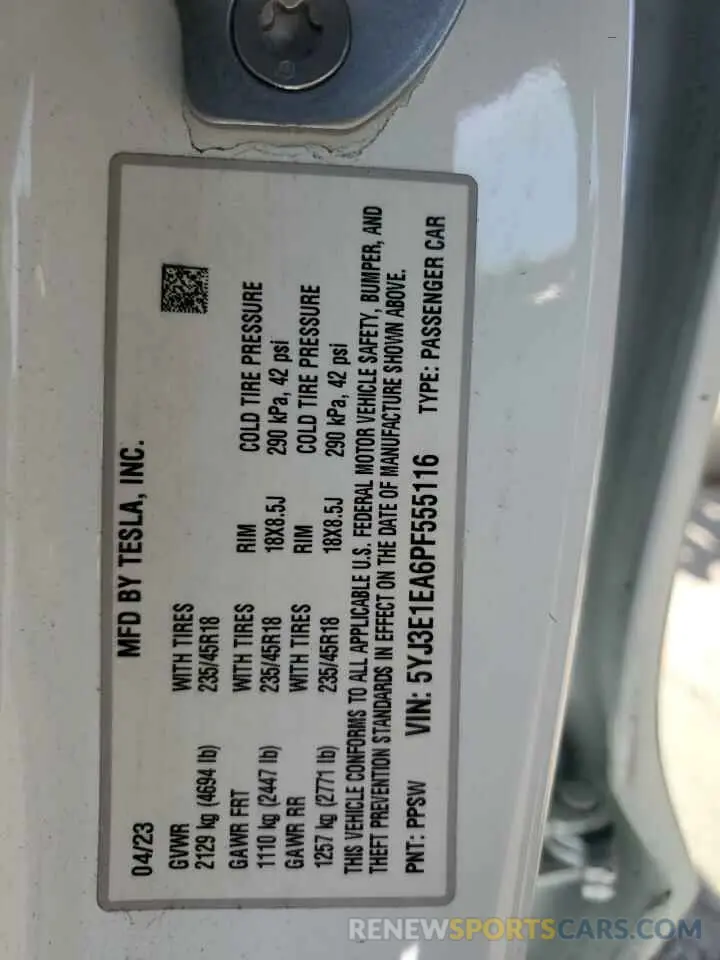 04/23 MFD BY TESLA, INC.
GVWR WITH TIRES
2129 kg (4694 lb) 235/45R18
GAWR FRT WITH TIRES RIM COLD TIRE PRESSURE
1110 kg (2447 lb) 235/45R18 18X8.5J 290 kPa, 42 psi
GAWR RR WITH TIRES RIM COLD TIRE PRESSURE
1257 kg (2771 lb) 235/45R18 18X8.5J 290 kPa, 42 psi
THIS VEHICLE CONFORMS TO ALL APPLICABLE U.S. FEDERAL MOTOR VEHICLE SAFETY, BUMPER, AND
THEFT PREVENTION STANDARDS IN EFFECT ON THE DATE OF MANUFACTURE SHOWN ABOVE.
PNT: PPSW VIN: 5YJ3E1EA6PF555116 TYPE: PASSENGER CAR
RENEWSPORTSCARS.COM